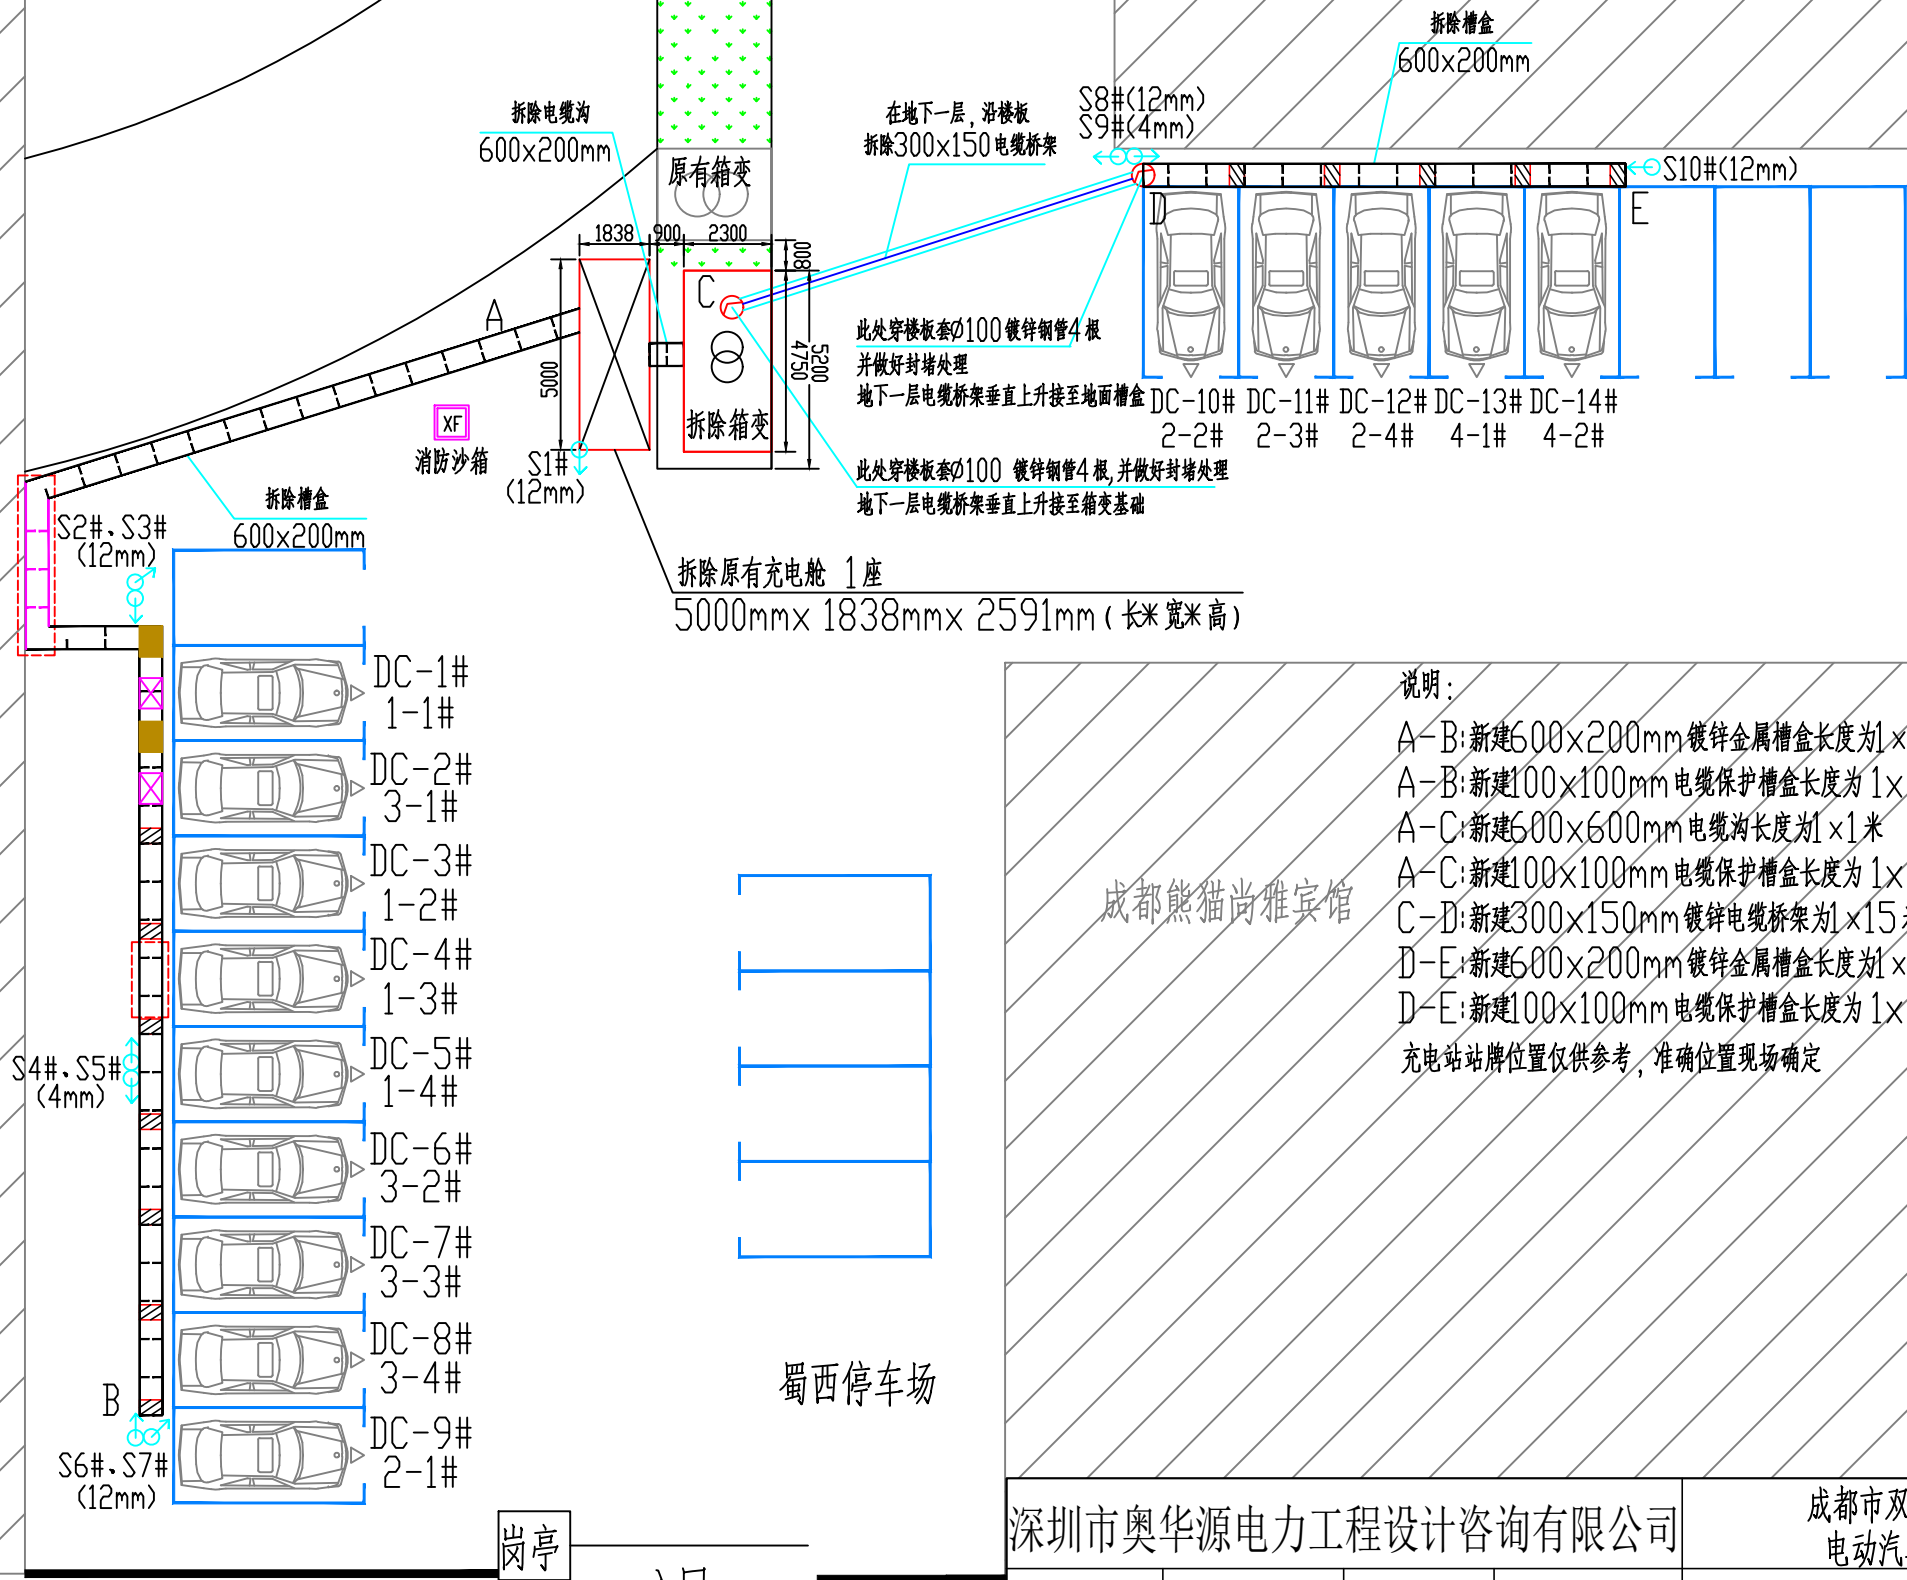 拆除槽盒
600x200mm
S8#(12mm)
S9#(4mm)
拆除电缆沟
600x200mm
在地下一层,沿楼板
拆除300x150电缆桥架
原有箱变
S10#(12mm)
D
E
1838
900
2300
800
C
A
5000
4750
5200
此处穿楼板套Ø100镀锌钢管4根
并做好封堵处理
地下一层电缆桥架垂直上升接至地面槽盒
DC-10#
2-2#
DC-11#
2-3#
DC-12#
2-4#
DC-13#
4-1#
DC-14#
4-2#
拆除箱变
XF
消防沙箱
S1#
(12mm)
此处穿楼板套Ø100 镀锌钢管4根,并做好封堵处理
地下一层电缆桥架垂直上升接至箱变基础
拆除槽盒
600x200mm
S2#、S3#
(12mm)
拆除原有充电舱 1座
5000mmx 1838mmx 2591mm(长*宽*高)
DC-1#
1-1#
DC-2#
3-1#
DC-3#
1-2#
DC-4#
1-3#
DC-5#
1-4#
DC-6#
3-2#
DC-7#
3-3#
DC-8#
3-4#
DC-9#
2-1#
S4#、S5#
(4mm)
B
S6#、S7#
(12mm)
说明:
A-B:新建600x200mm镀锌金属槽盒长度为1x
A-B:新建100x100mm电缆保护槽盒长度为1x
A-C:新建600x600mm电缆沟长度为1x1米
A-C:新建100x100mm电缆保护槽盒长度为1x
C-D:新建300x150mm镀锌电缆桥架为1x15
D-E:新建600x200mm镀锌金属槽盒长度为1x
D-E:新建100x100mm电缆保护槽盒长度为1x
充电站站牌位置仅供参考,准确位置现场确定
成都熊猫尚雅宾馆
蜀西停车场
岗亭
深圳市奥华源电力工程设计咨询有限公司
成都市双
电动汽